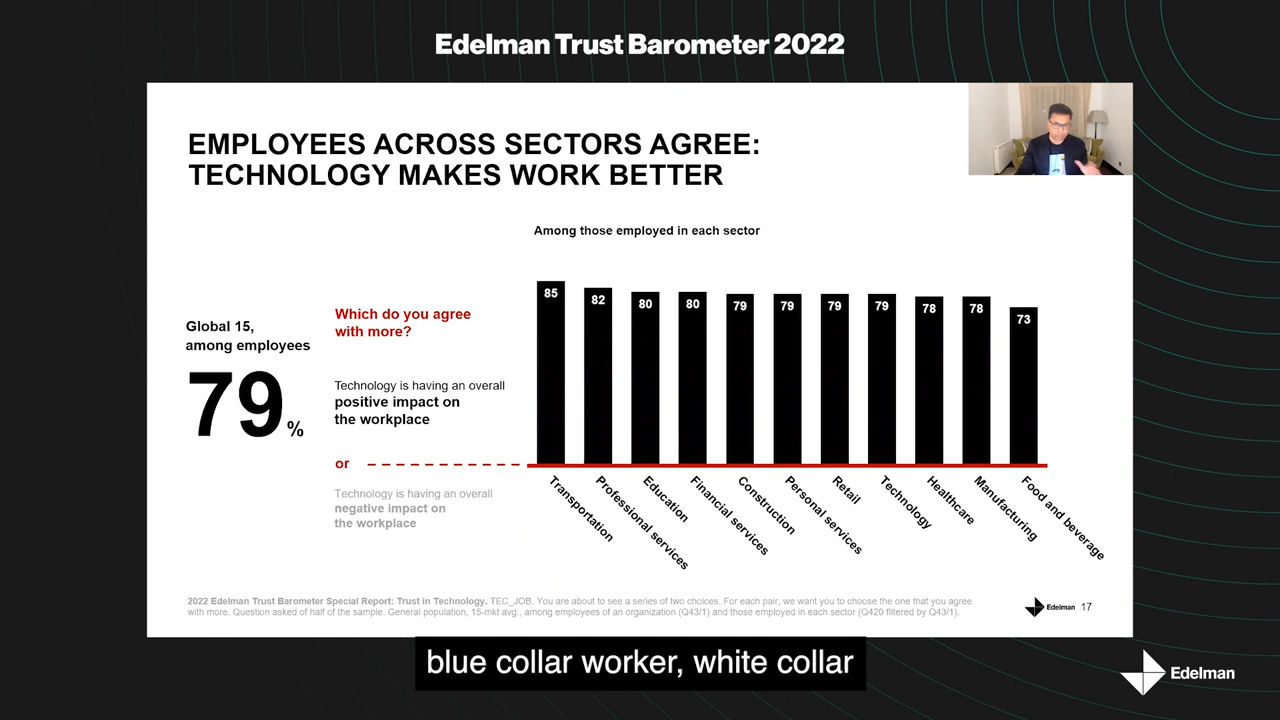 Edelman Trust Barometer 2022
EMPLOYEES ACROSS SECTORS AGREE:
TECHNOLOGY MAKES WORK BETTER
Among those employed in each sector
Global 15,
among employees
79%
Which do you agree
with more?
Technology is having an overall
positive impact on
the workplace
or
Technology is having an overall
negative impact on
the workplace
85
82
80
80
79
79
79
79
78
78
73
Transportation
Professional services
Education
Financial services
Construction
Personal services
Retail
Technology
Healthcare
Manufacturing
Food and beverage
2022 Edelman Trust Barometer Special Report: Trust in Technology. TEC_JOB. You are about to see a series of two choices. For each pair, we want you to choose the one that you agree
with more. Question asked of half of the sample. General population, 15-mkt avg., among employees of an organization (Q43/1) and those employed in each sector (Q420 filtered by Q43/1).
Edelman 17
blue collar worker, white collar
Edelman